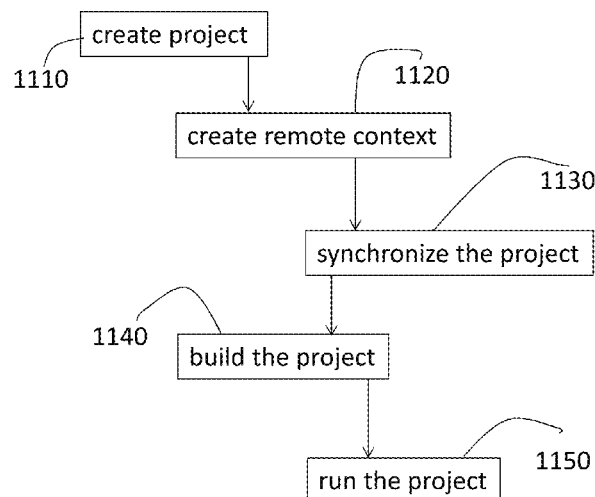 create project
1110
1120
create remote context
1130
synchronize the project
1140
build the project
1150
run the project